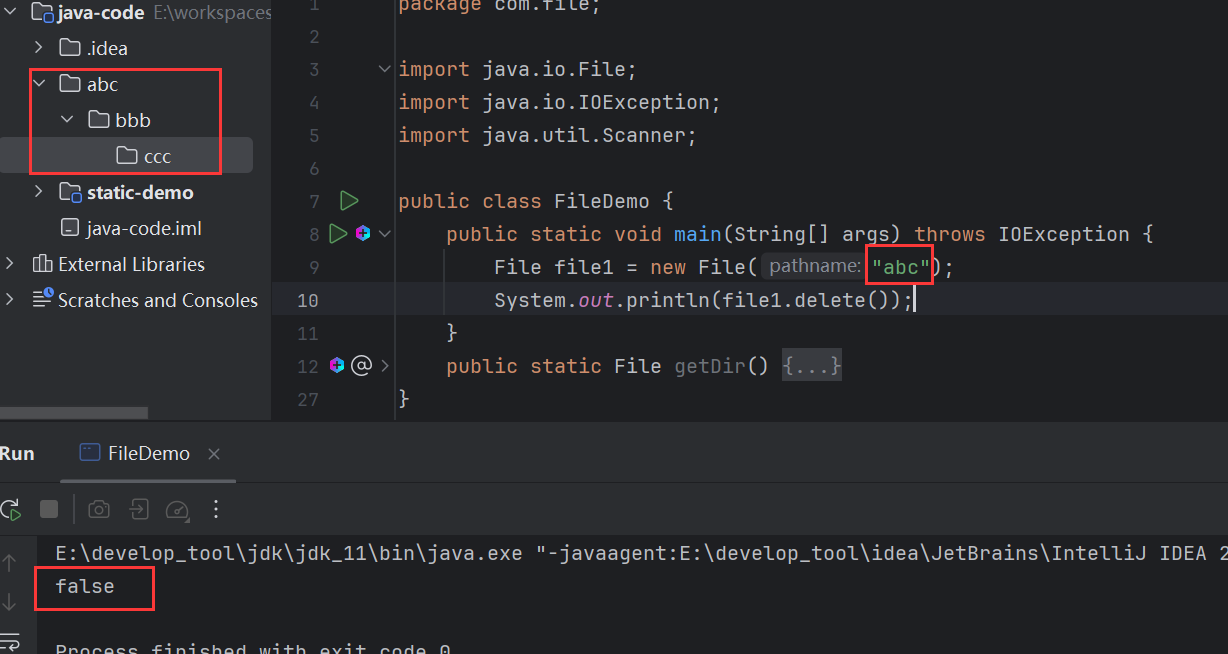 java-code E:\workspaces
.idea
abc
bbb
ccc
static-demo
java-code.iml
External Libraries
Scratches and Consoles
1 package com.file;
2
3 import java.io.File;
4 import java.io.IOException;
5 import java.util.Scanner;
6
7 public class FileDemo {
8 public static void main(String[] args) throws IOException {
9 File file1 = new File( pathname: "abc");
10 System.out.println(file1.delete());
11 }
12 @ public static File getDir() {...}
27 }
Run FileDemo
E:\develop_tool\jdk\jdk_11\bin\java.exe "-javaagent:E:\develop_tool\idea\JetBrains\IntelliJ IDEA 2
false
Process finished with exit code 0